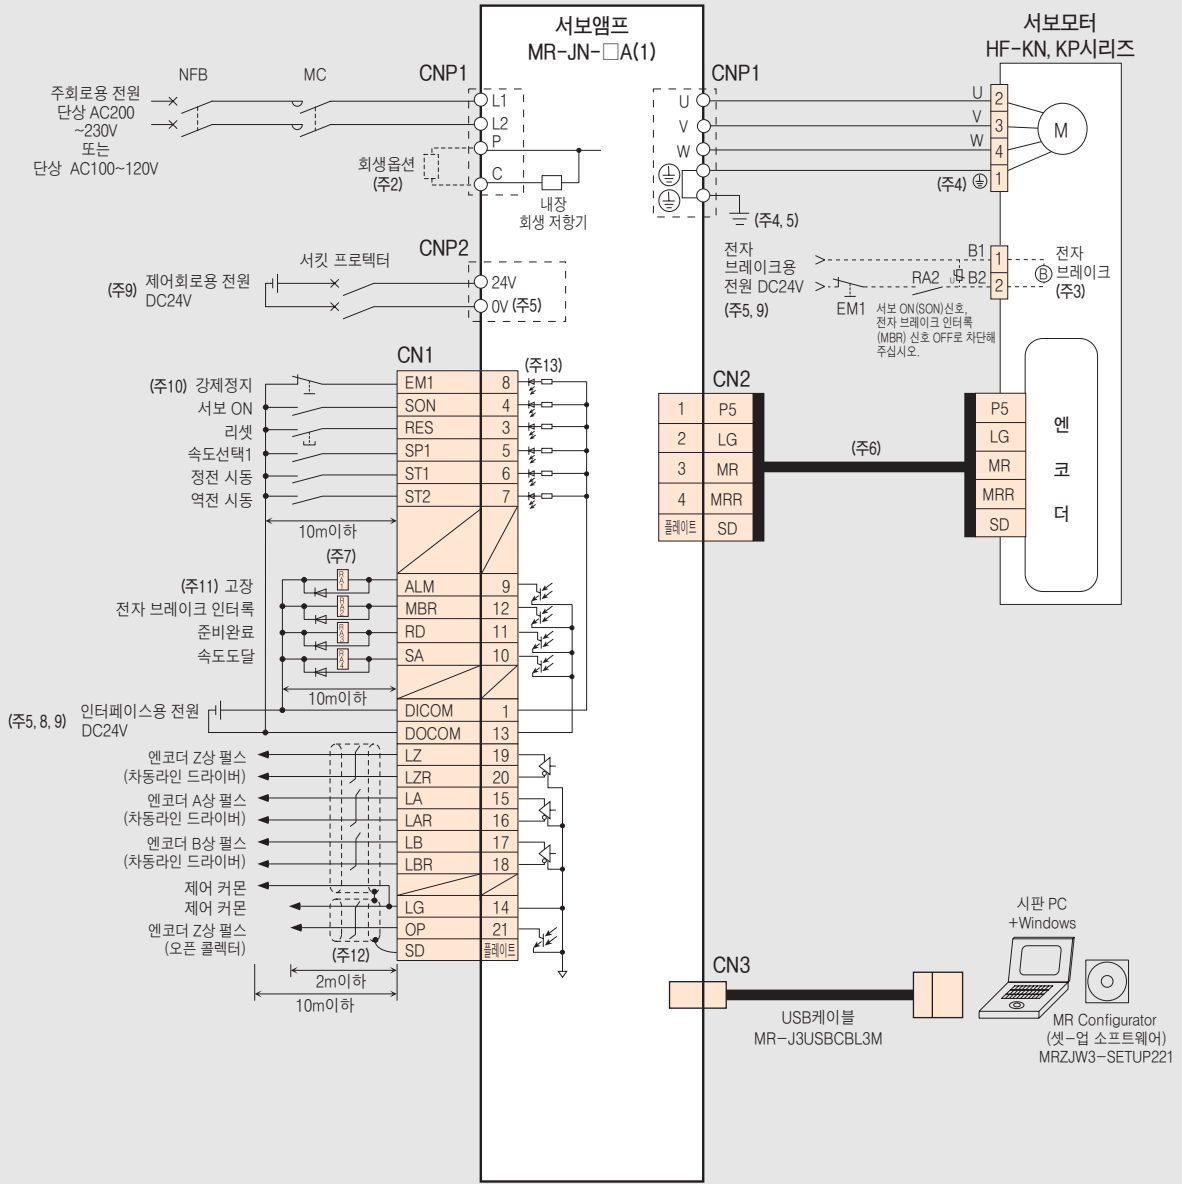 서보앰프
MR-JN-□A(1)
서보모터
HF-KN, KP시리즈
NFB
MC
CNP1
CNP1
주회로용 전원
단상 AC200
~230V
또는
단상 AC100~120V
L1
L2
P
C
회생옵션
(주2)
내장
회생 저항기
U
V
W
U
V
W
2
3
4
1
M
(주4)
(주4, 5)
CNP2
서킷 프로텍터
(주9)
제어회로용 전원
DC24V
24V
0V (주5)
전자
브레이크용
전원 DC24V
(주5, 9)
EM1
RA2
U
B1
B2
1
2
B
전자
브레이크
(주3)
서보 ON(SON)신호,
전자 브레이크 인터록
(MBR) 신호 OFF로 차단해
주십시오.
CN1
(주13)
(주10) 강제정지
EM1 8
서보 ON
SON 4
리셋
RES 3
속도선택1
SP1 5
정전 시동
ST1 6
역전 시동
ST2 7
10m이하
(주7)
(주11) 고장
RA1
ALM 9
전자 브레이크 인터록
RA2
MBR 12
준비완료
RA3
RD 11
속도도달
RA4
SA 10
10m이하
(주5, 8, 9)
인터페이스용 전원
DC24V
DICOM 1
DOCOM 13
엔코더 Z상 펄스
(차동라인 드라이버)
LZ 19
LZR 20
엔코더 A상 펄스
(차동라인 드라이버)
LA 15
LAR 16
엔코더 B상 펄스
(차동라인 드라이버)
LB 17
LBR 18
제어 커몬
제어 커몬
LG 14
엔코더 Z상 펄스
(오픈 콜렉터)
OP 21
SD 플레이트
(주12)
2m이하
10m이하
CN2
1 P5
2 LG
3 MR
4 MRR
플레이트 SD
(주6)
P5
LG
MR
MRR
SD
엔
코
더
CN3
USB케이블
MR-J3USBCBL3M
시판 PC
+Windows
MR Configurator
(셋-업 소프트웨어)
MRZJW3-SETUP221